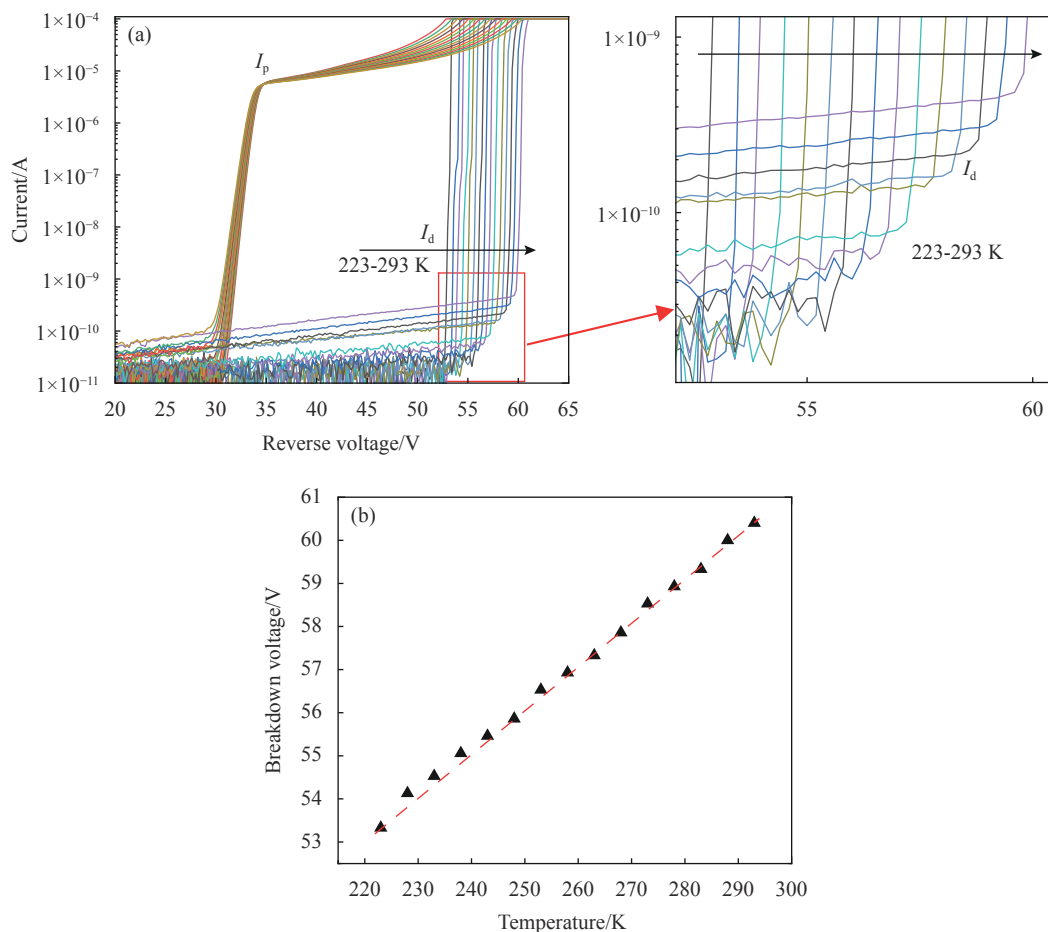 (a)
1×10⁻⁴
1×10⁻⁵
1×10⁻⁶
1×10⁻⁷
1×10⁻⁸
1×10⁻⁹
1×10⁻¹⁰
1×10⁻¹¹
Current/A
Iₚ
I_d
223-293 K
20 25 30 35 40 45 50 55 60 65
Reverse voltage/V
1×10⁻⁹
1×10⁻¹⁰
I_d
223-293 K
55 60
(b)
61
60
59
58
57
56
55
54
53
Breakdown voltage/V
220 230 240 250 260 270 280 290 300
Temperature/K